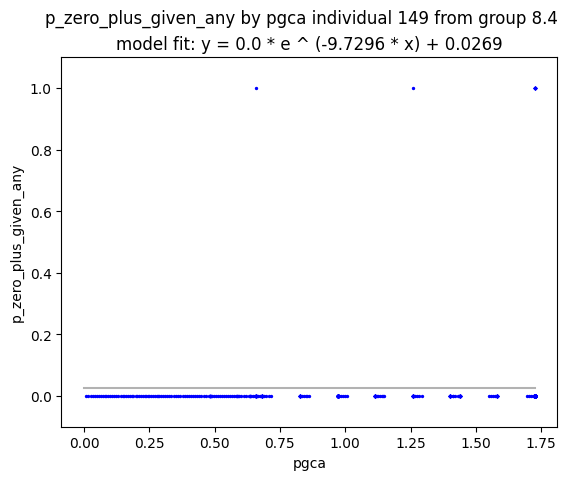 p_zero_plus_given_any by pgca individual 149 from group 8.4
model fit: y = 0.0 * e ^ (-9.7296 * x) + 0.0269
1.0
0.8
0.6
0.4
0.2
0.0
p_zero_plus_given_any
0.00 0.25 0.50 0.75 1.00 1.25 1.50 1.75
pgca